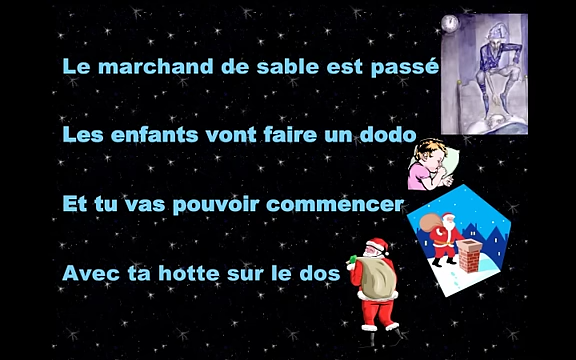 Le marchand de sable est passé
Les enfants vont faire un dodo
Et tu vas pouvoir commencer
Avec ta hotte sur le dos